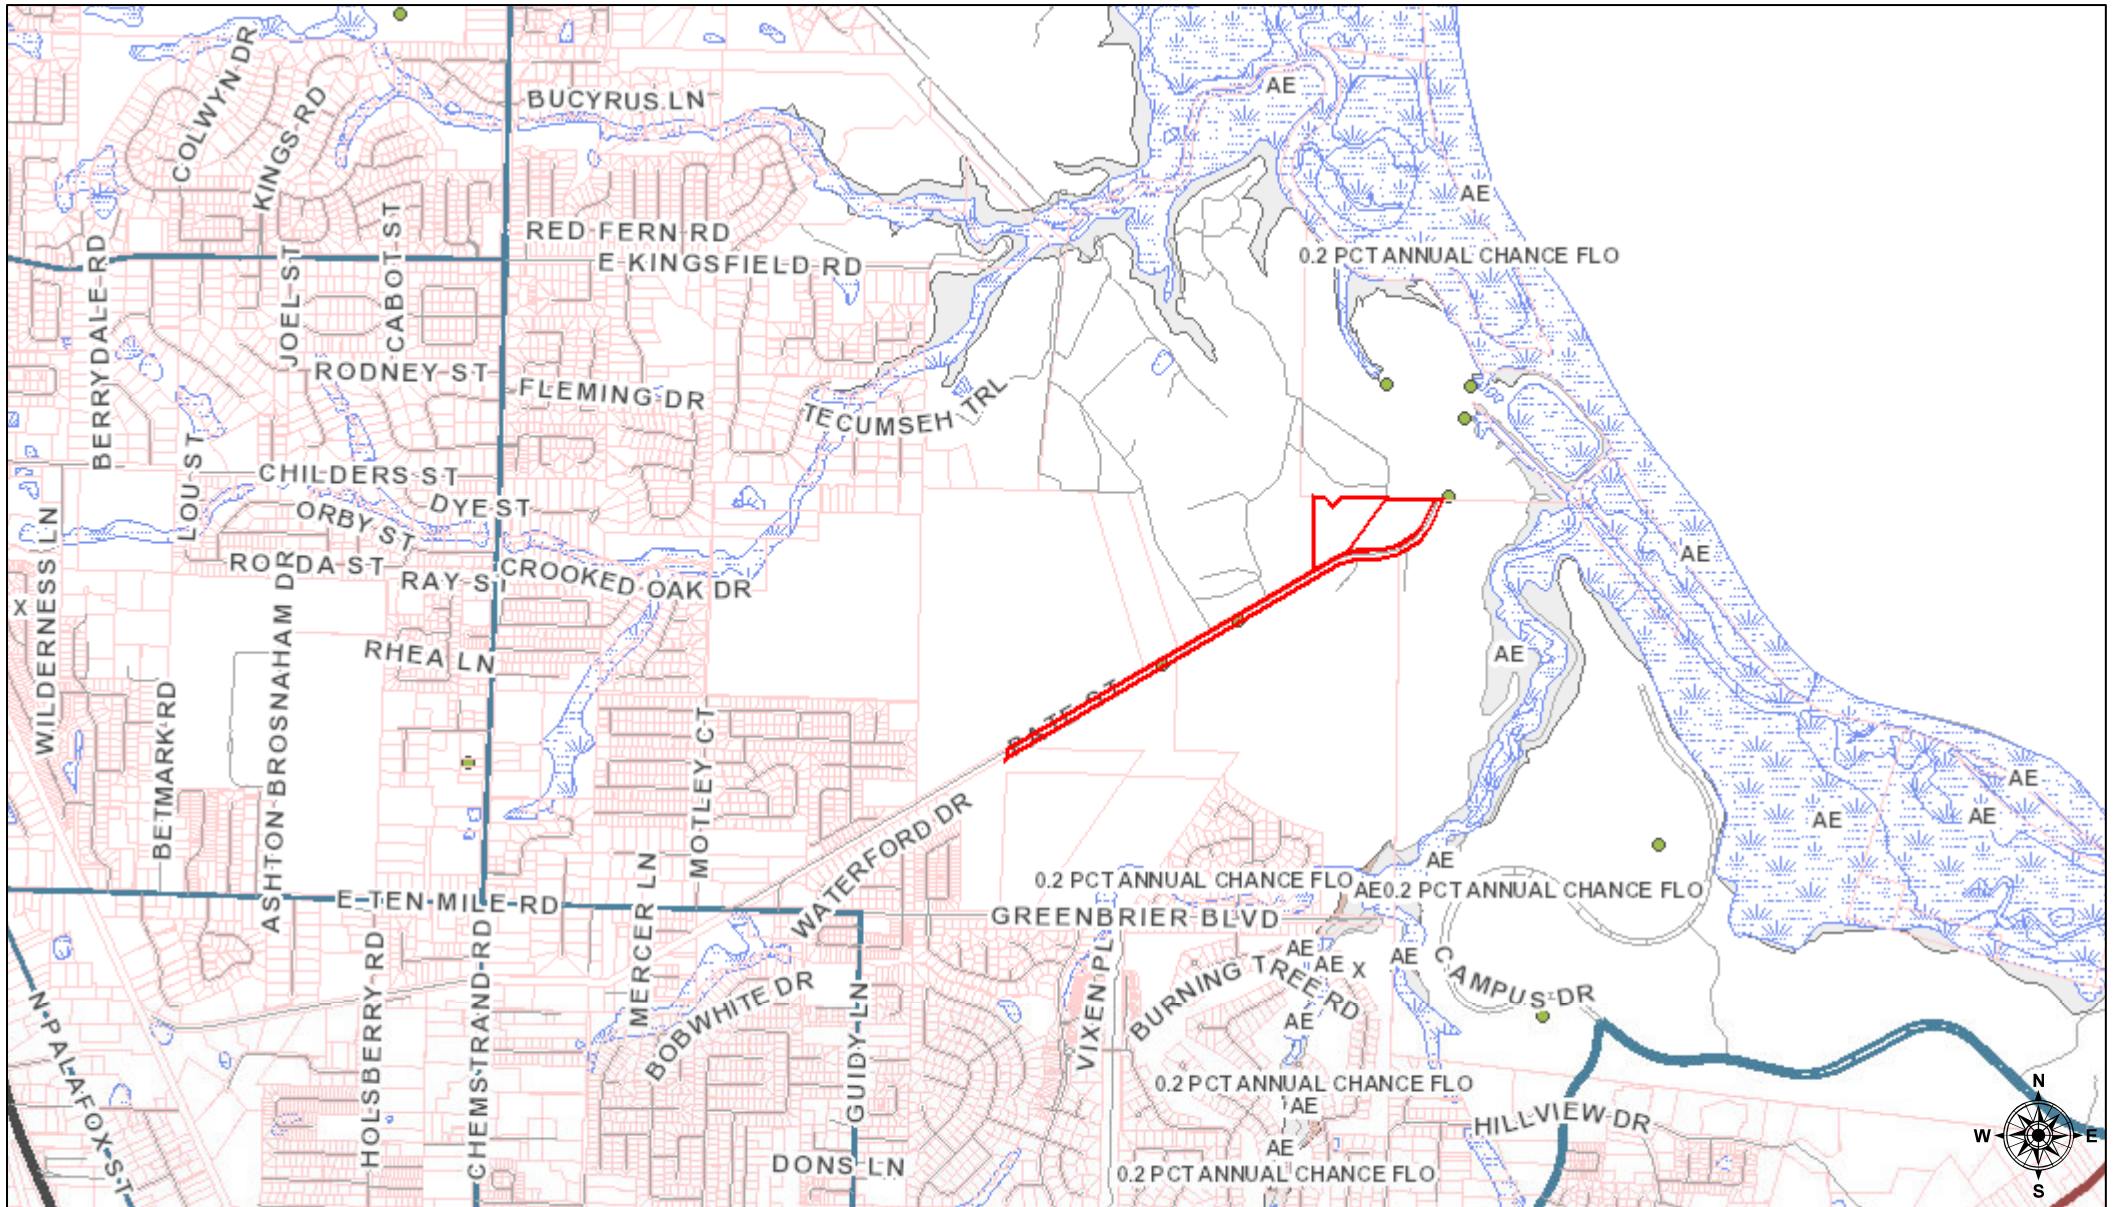 COLWYN DR
KINGS RD
BUCYRUS LN
AE
AE
RED FERN RD
E KINGSFIELD RD
0.2 PCT ANNUAL CHANCE FLO
BERRYDALE RD
JOEL ST
CABOT ST
RODNEY ST
FLEMING DR
TECUMSEH TRL
LOU ST
CHILDERS ST
DYE ST
ORBY ST
WILDERNESS LN
RONDA ST
RAY ST
CROOKED OAK DR
AE
X
ASHTON BROSNAHAM DR
RHEA LN
AE
BETMARK RD
MOTLEY CT
AE
AE
AE
WATERFORD DR
MERCER LN
AE
0.2 PCT ANNUAL CHANCE FLO
AE
0.2 PCT ANNUAL CHANCE FLO
E TEN MILE RD
GREENBRIER BLVD
HOLSBERRY RD
CHEMSTRAND RD
AE
AE
X
AE
VIXEN PL
BURNING TREE RD
CAMPUS DR
BOBWHITE DR
GUIDY LN
N PALAFOX ST
AE
0.2 PCT ANNUAL CHANCE FLO
AE
HILLVIEW DR
AE
DONS LN
0.2 PCT ANNUAL CHANCE FLO
N
W
E
S